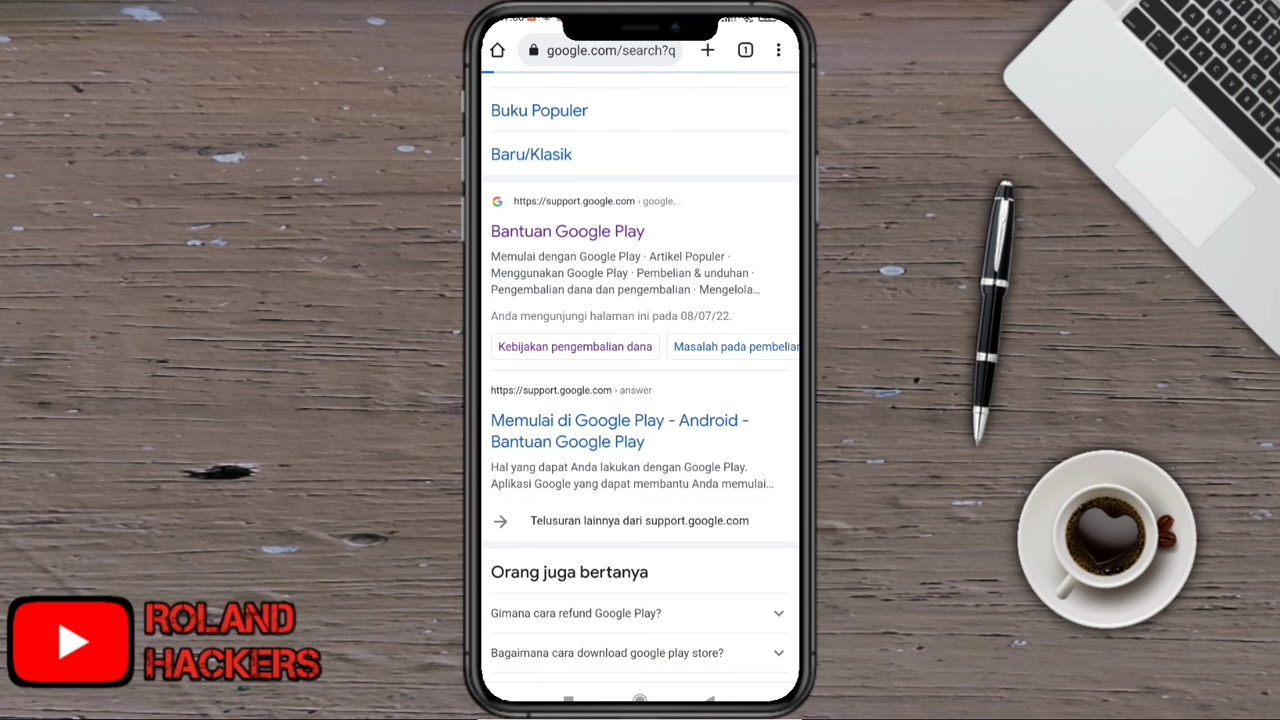 google.com/search?q
1
Buku Populer
Baru/Klasik
https://support.google.com › google...
Bantuan Google Play
Memulai dengan Google Play · Artikel Populer ·
Menggunakan Google Play · Pembelian & unduhan ·
Pengembalian dana dan pengembalian · Mengelola...
Anda mengunjungi halaman ini pada 08/07/22.
Kebijakan pengembalian dana
Masalah pada pembelian
https://support.google.com › answer
Memulai di Google Play - Android -
Bantuan Google Play
Hal yang dapat Anda lakukan dengan Google Play.
Aplikasi Google yang dapat membantu Anda memulai...
Telusuran lainnya dari support.google.com
Orang juga bertanya
Gimana cara refund Google Play?
Bagaimana cara download google play store?
ROLAND
HACKERS